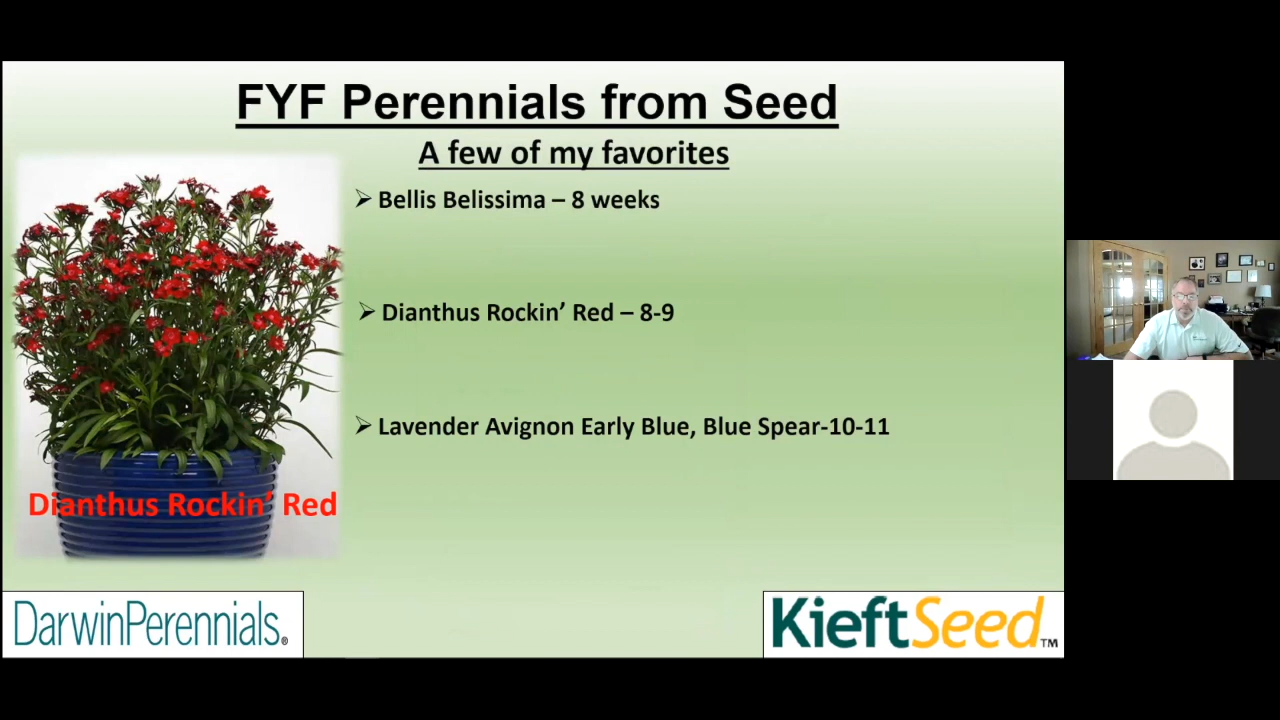 FYF Perennials from Seed
A few of my favorites
Bellis Belissima – 8 weeks
Dianthus Rockin’ Red – 8-9
Lavender Avignon Early Blue, Blue Spear-10-11
Dianthus Rockin’ Red
DarwinPerennials®
KieftSeed™